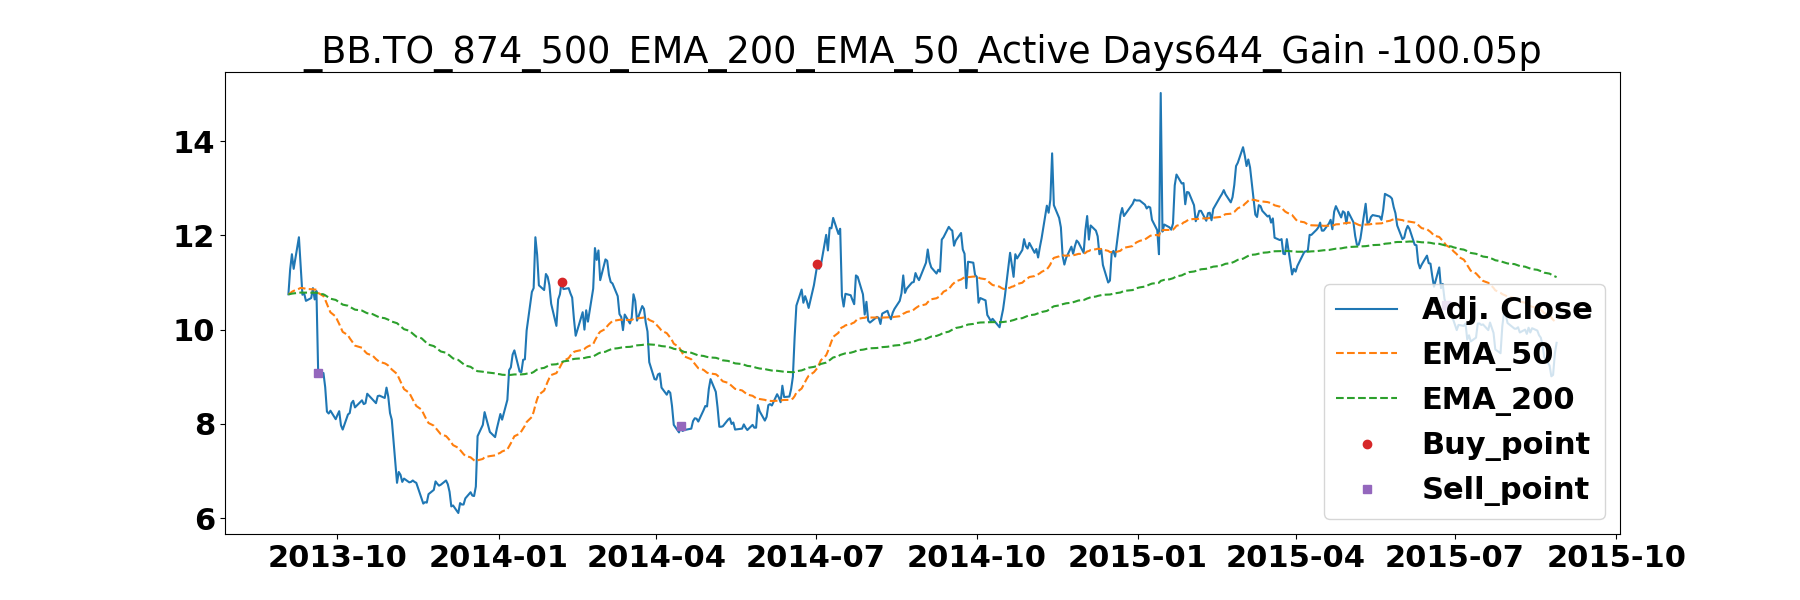 _BB.TO_874_500_EMA_200_EMA_50_Active Days644_Gain -100.05p
14
12
10
8
6
Adj. Close
EMA_50
EMA_200
Buy_point
Sell_point
2013-10 2014-01 2014-04 2014-07 2014-10 2015-01 2015-04 2015-07 2015-10